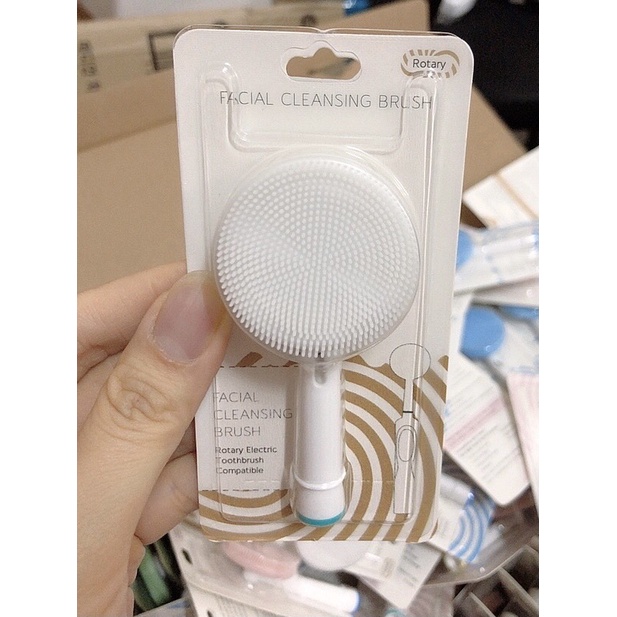 Rotary
FACIAL CLEANSING BRUSH
FACIAL
CLEANSING
BRUSH
Rotary Electric
Toothbrush
Compatible